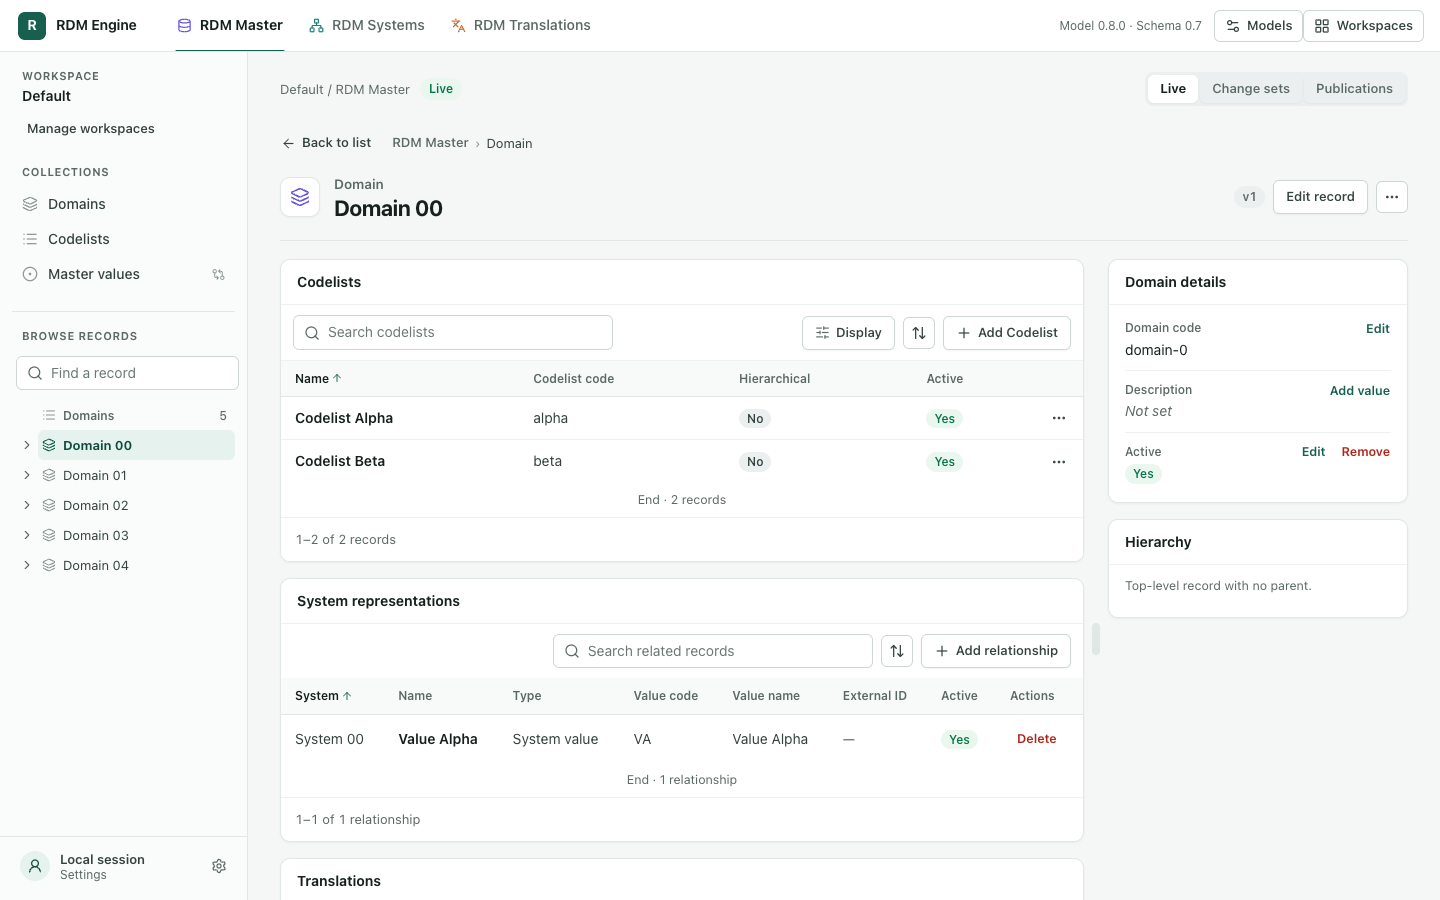 R RDM Engine RDM Master RDM Systems RDM Translations Model 0.8.0 · Schema 0.7 Models Workspaces
WORKSPACE
Default
Manage workspaces
COLLECTIONS
Domains
Codelists
Master values
BROWSE RECORDS
Find a record
Domains 5
Domain 00
Domain 01
Domain 02
Domain 03
Domain 04
Local session
Settings
Default / RDM Master Live
Live Change sets Publications
Back to list RDM Master › Domain
Domain
Domain 00
v1 Edit record
Codelists
Search codelists Display Add Codelist
Name Codelist code Hierarchical Active
Codelist Alpha alpha No Yes
Codelist Beta beta No Yes
End · 2 records
1–2 of 2 records
System representations
Search related records Add relationship
System Name Type Value code Value name External ID Active Actions
System 00 Value Alpha System value VA Value Alpha — Yes Delete
End · 1 relationship
1–1 of 1 relationship
Translations
Domain details
Domain code Edit
domain-0
Description Add value
Not set
Active Edit Remove
Yes
Hierarchy
Top-level record with no parent.